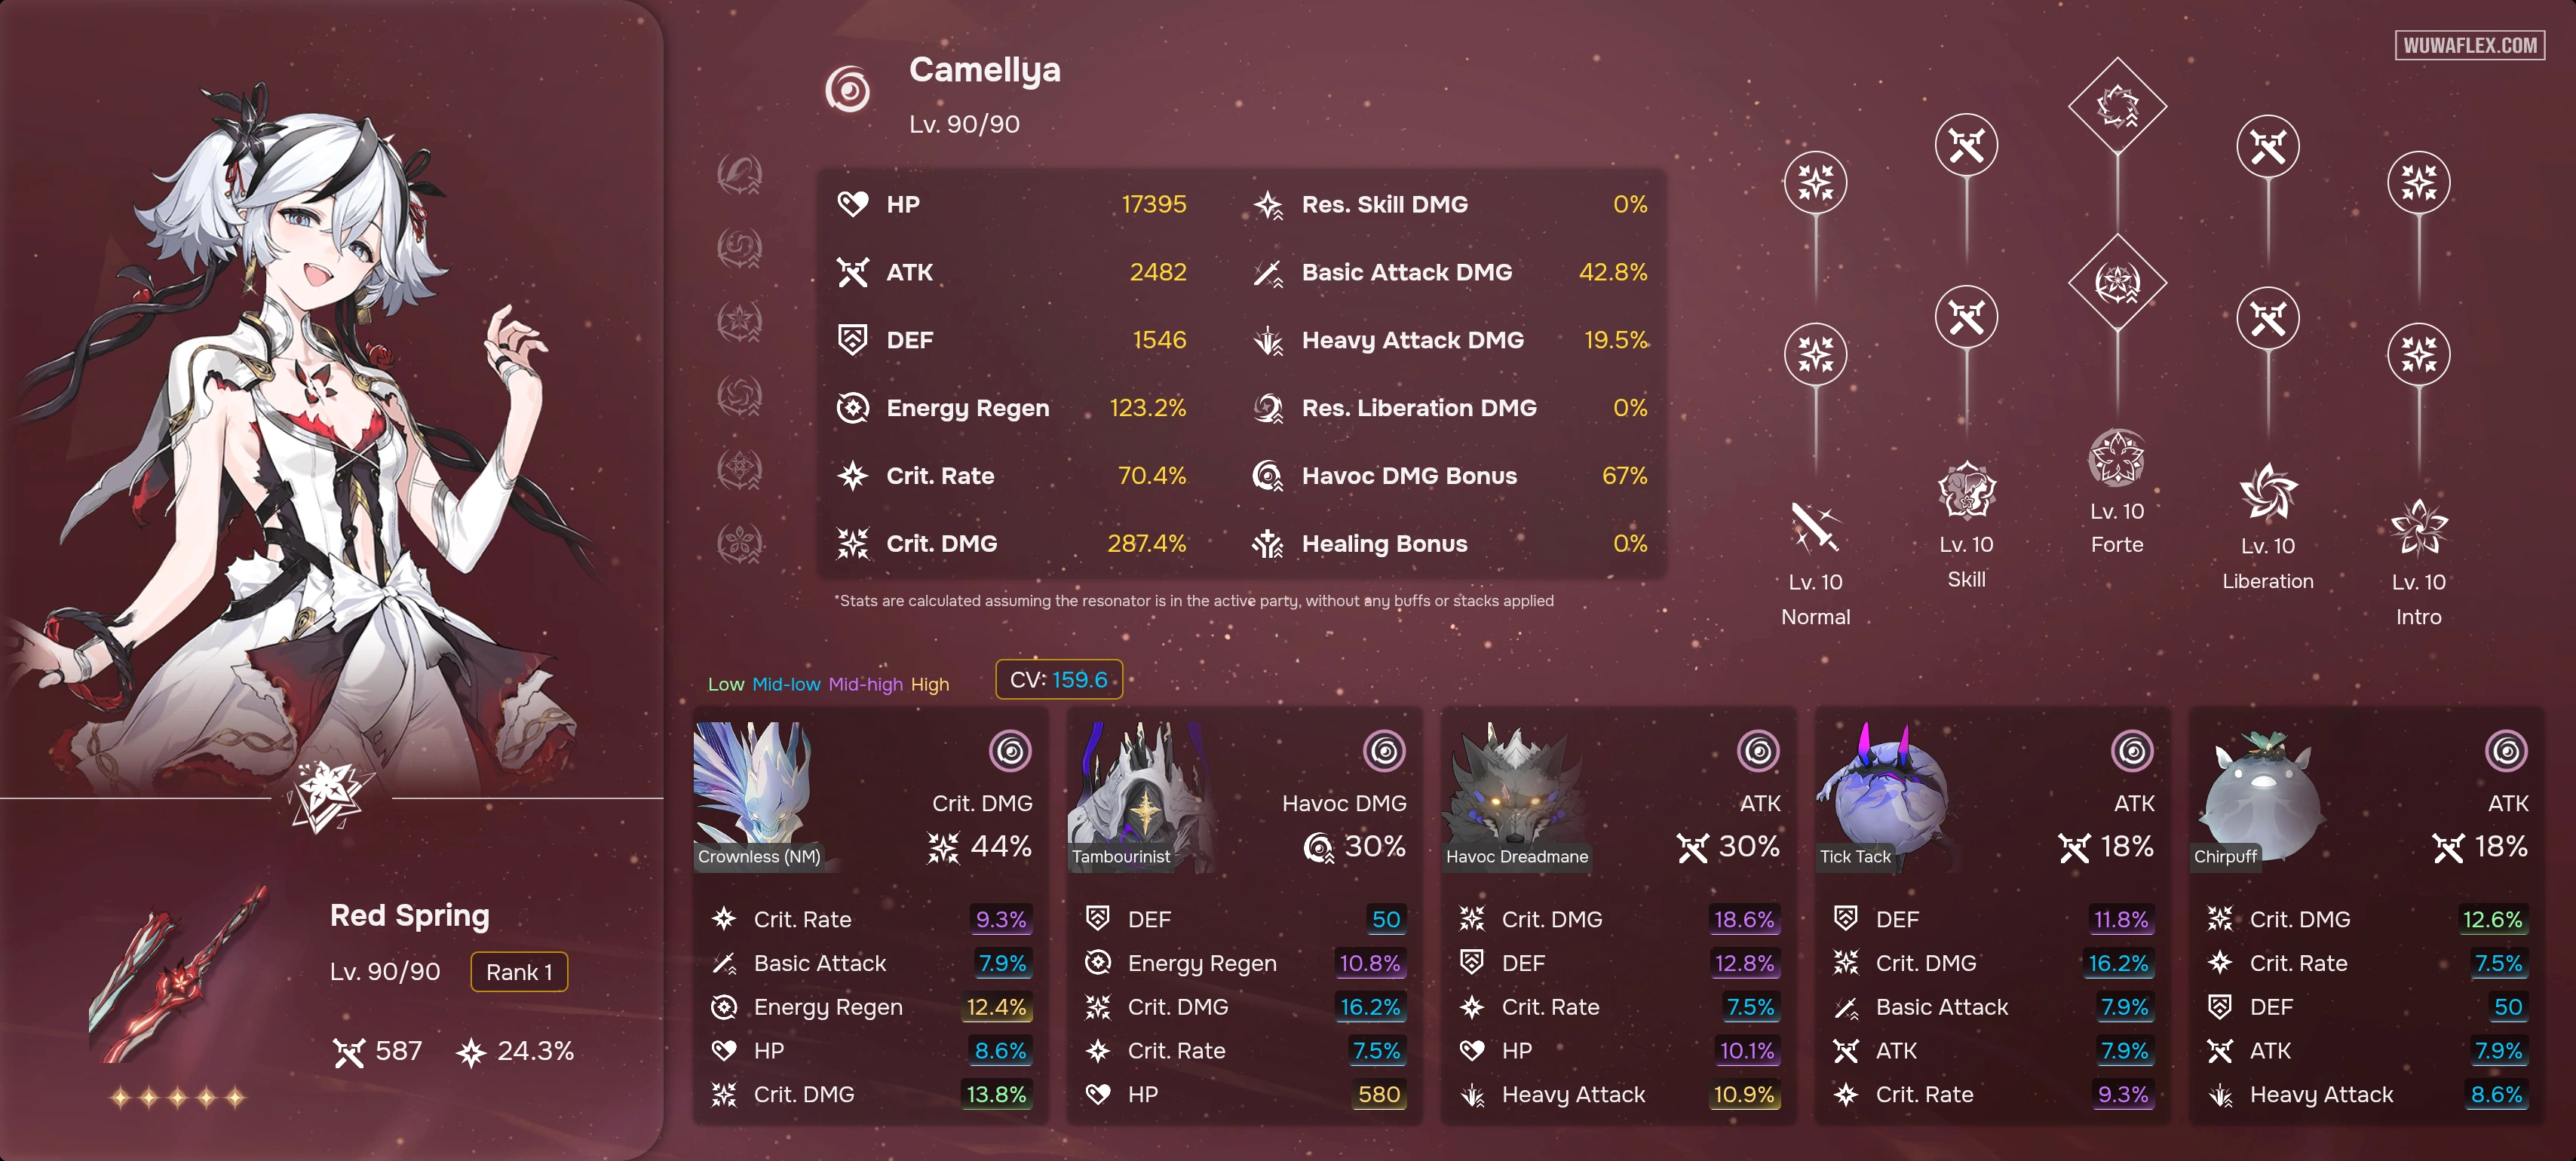 WUWAFLEX.COM
Camellya
Lv. 90/90
HP 17395 Res. Skill DMG 0%
ATK 2482 Basic Attack DMG 42.8%
DEF 1546 Heavy Attack DMG 19.5%
Energy Regen 123.2% Res. Liberation DMG 0%
Crit. Rate 70.4% Havoc DMG Bonus 67%
Crit. DMG 287.4% Healing Bonus 0%
*Stats are calculated assuming the resonator is in the active party, without any buffs or stacks applied
Lv. 10
Normal
Lv. 10
Skill
Lv. 10
Forte
Lv. 10
Liberation
Lv. 10
Intro
Red Spring
Lv. 90/90 Rank 1
587 24.3%
Low Mid-low Mid-high High CV: 159.6
Crit. DMG
44%
Crownless (NM)
Crit. Rate 9.3%
Basic Attack 7.9%
Energy Regen 12.4%
HP 8.6%
Crit. DMG 13.8%
Havoc DMG
30%
Tambourinist
DEF 50
Energy Regen 10.8%
Crit. DMG 16.2%
Crit. Rate 7.5%
HP 580
ATK
30%
Havoc Dreadmane
Crit. DMG 18.6%
DEF 12.8%
Crit. Rate 7.5%
HP 10.1%
Heavy Attack 10.9%
ATK
18%
Tick Tack
DEF 11.8%
Crit. DMG 16.2%
Basic Attack 7.9%
ATK 7.9%
Crit. Rate 9.3%
ATK
18%
Chirpuff
Crit. DMG 12.6%
Crit. Rate 7.5%
DEF 50
ATK 7.9%
Heavy Attack 8.6%